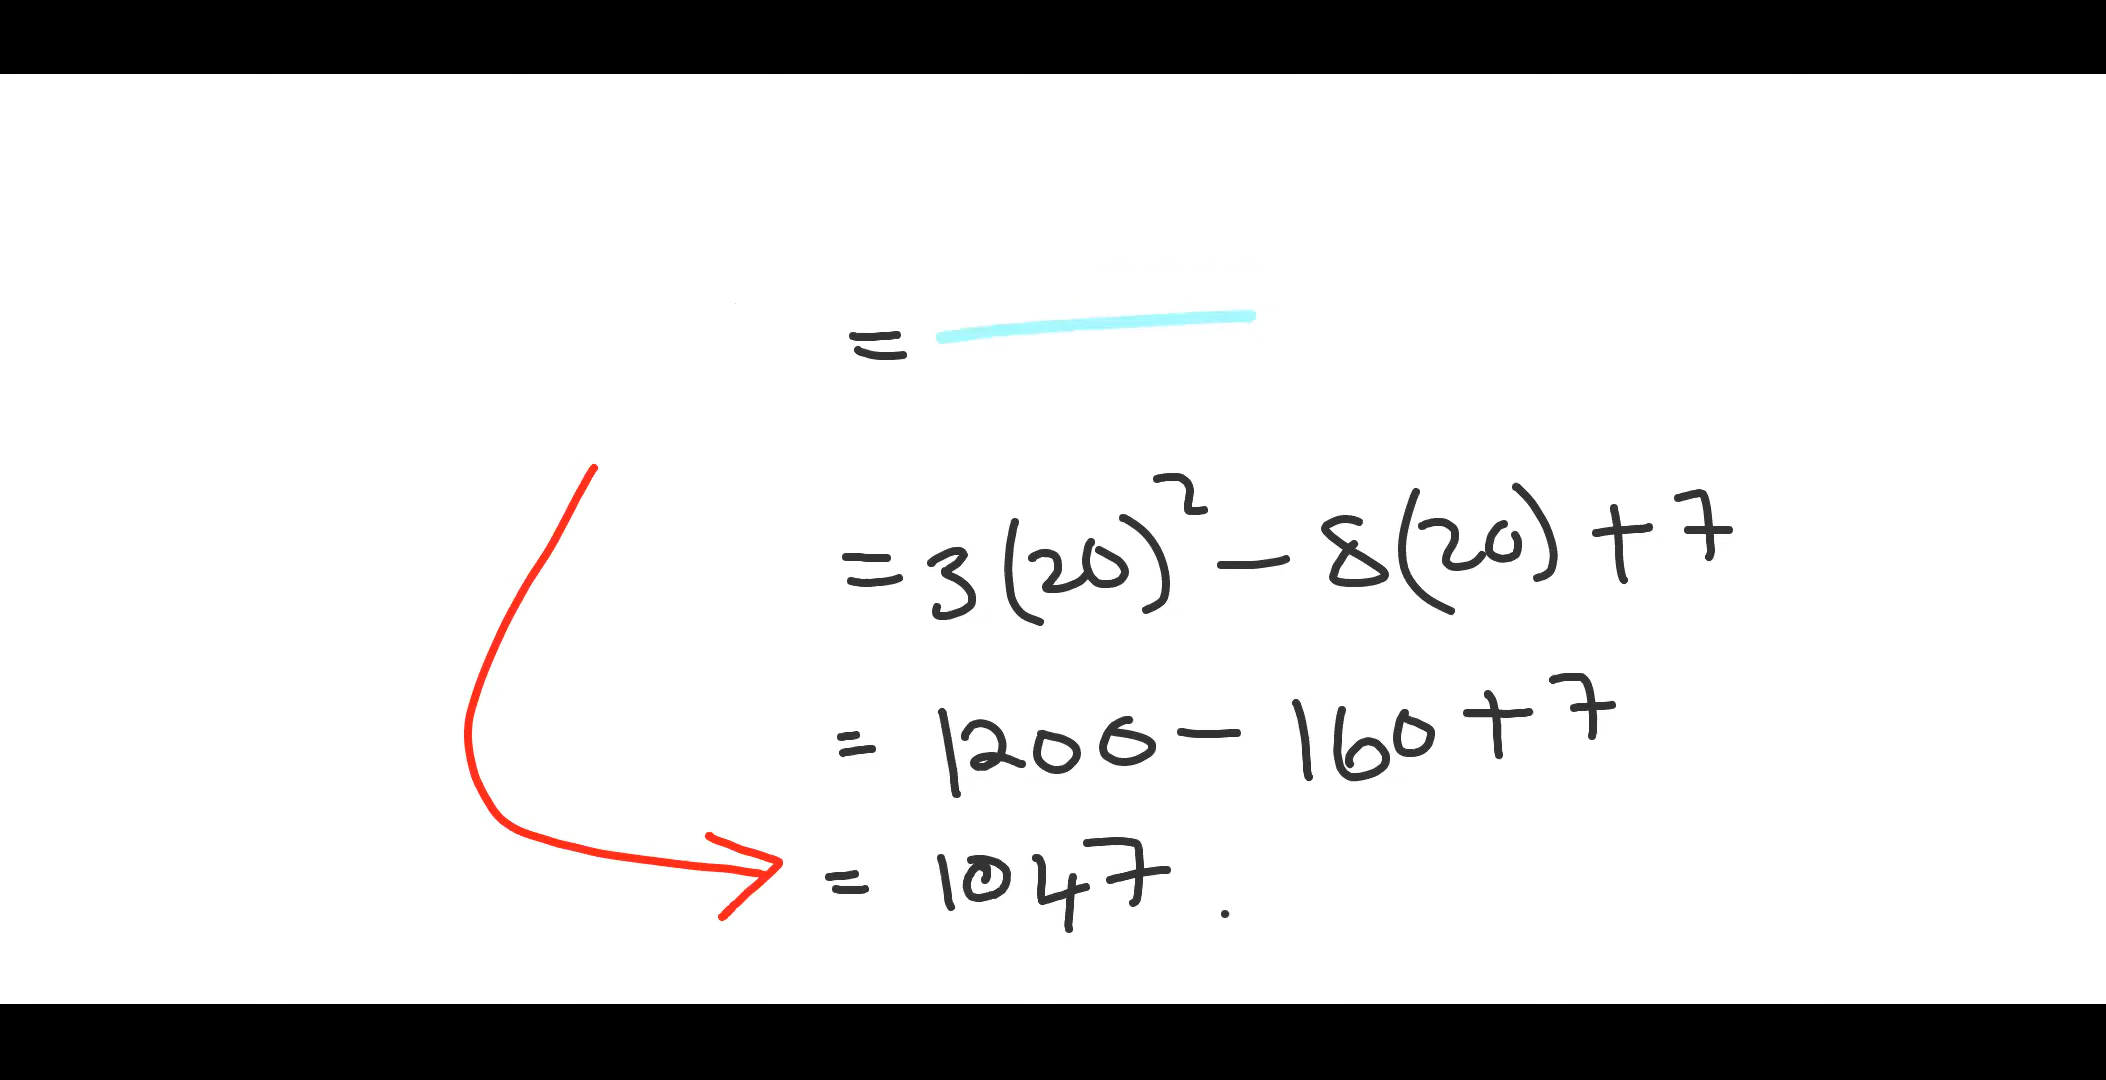 =
= 3(20)² - 8(20) + 7
= 1200 - 160 + 7
= 1047.